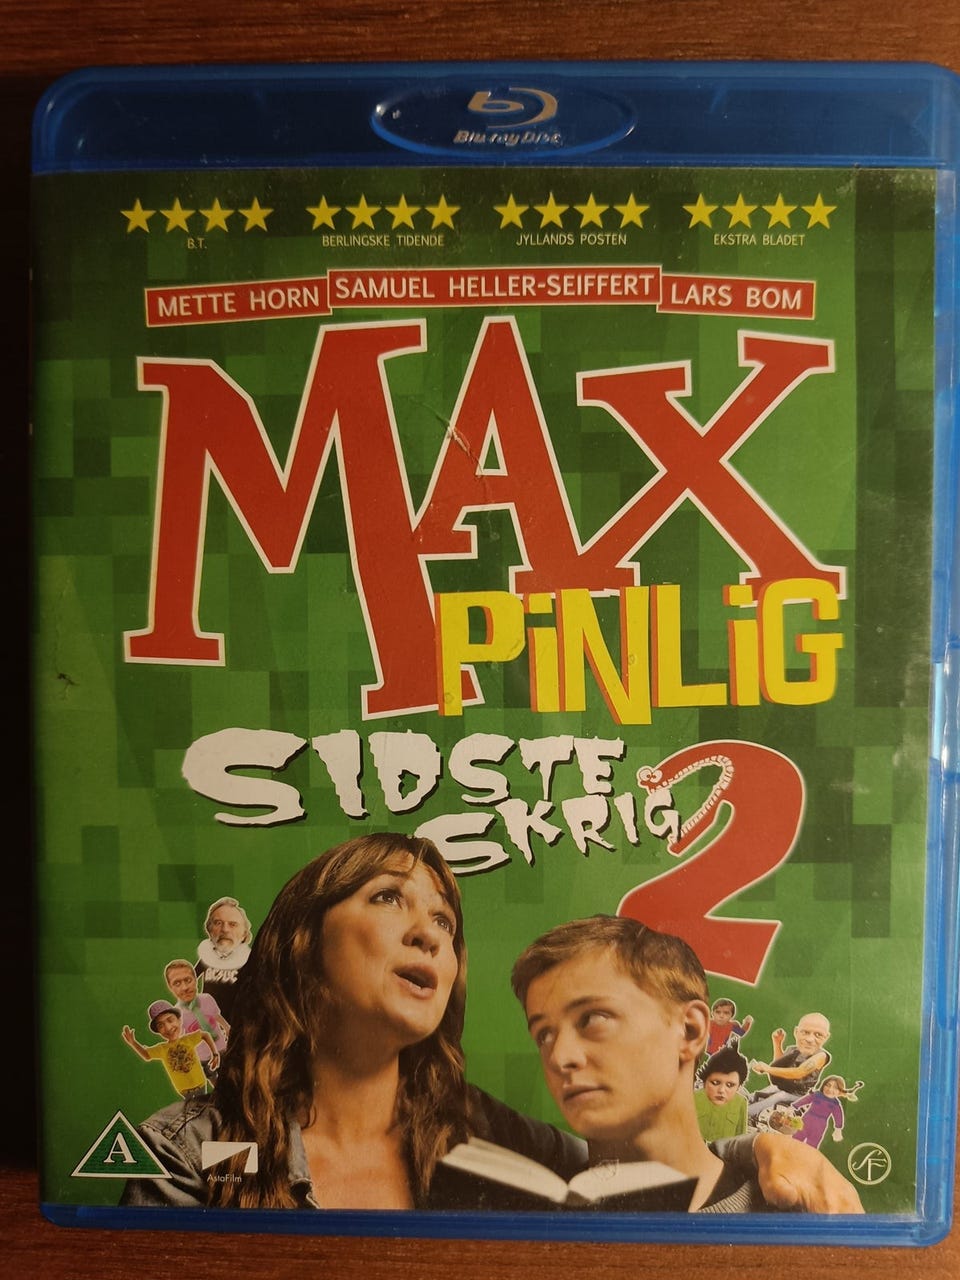 Blu-ray Disc
B.T.
BERLINGSKE TIDENDE
JYLLANDS POSTEN
EKSTRA BLADET
METTE HORN
SAMUEL HELLER-SEIFFERT
LARS BOM
MAX
PiNLiG
SIDSTE
SKRIG 2
A
AstaFilm
SF